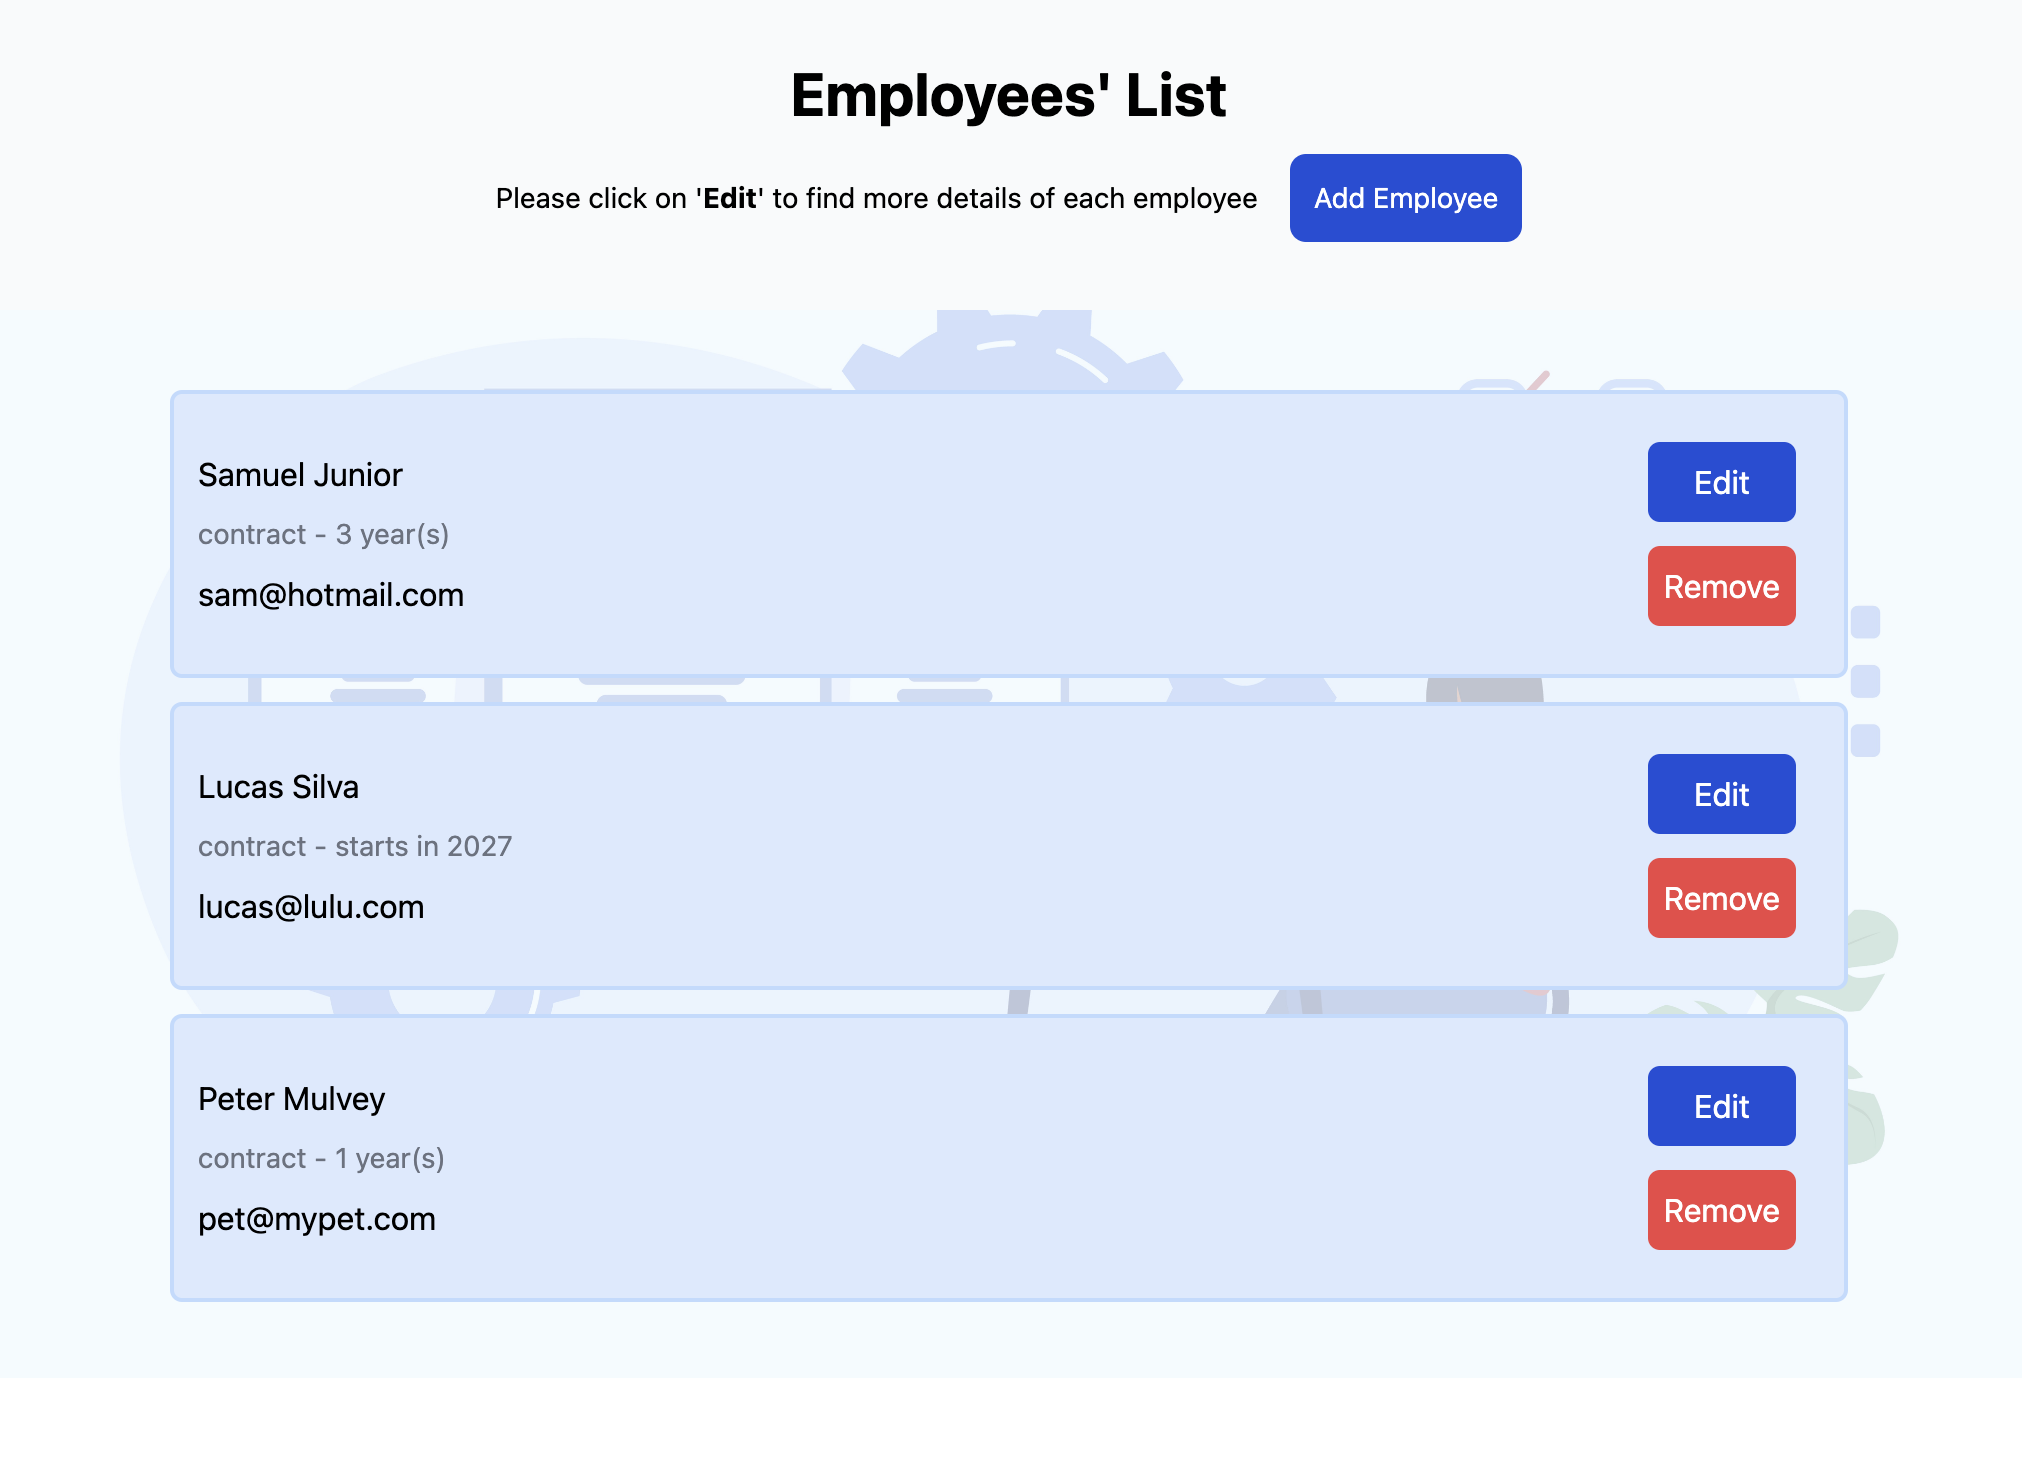 Employees' List
Please click on 'Edit' to find more details of each employee
Add Employee
Samuel Junior
contract - 3 year(s)
sam@hotmail.com
Edit
Remove
Lucas Silva
contract - starts in 2027
lucas@lulu.com
Edit
Remove
Peter Mulvey
contract - 1 year(s)
pet@mypet.com
Edit
Remove